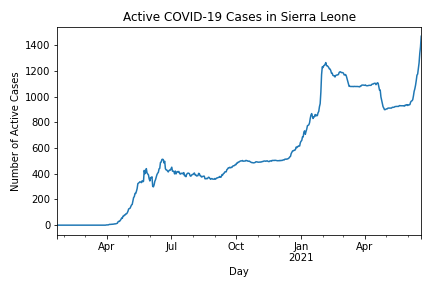 Active COVID-19 Cases in Sierra Leone
Number of Active Cases
1400
1200
1000
800
600
400
200
0
Apr Jul Oct Jan Apr
2021
Day